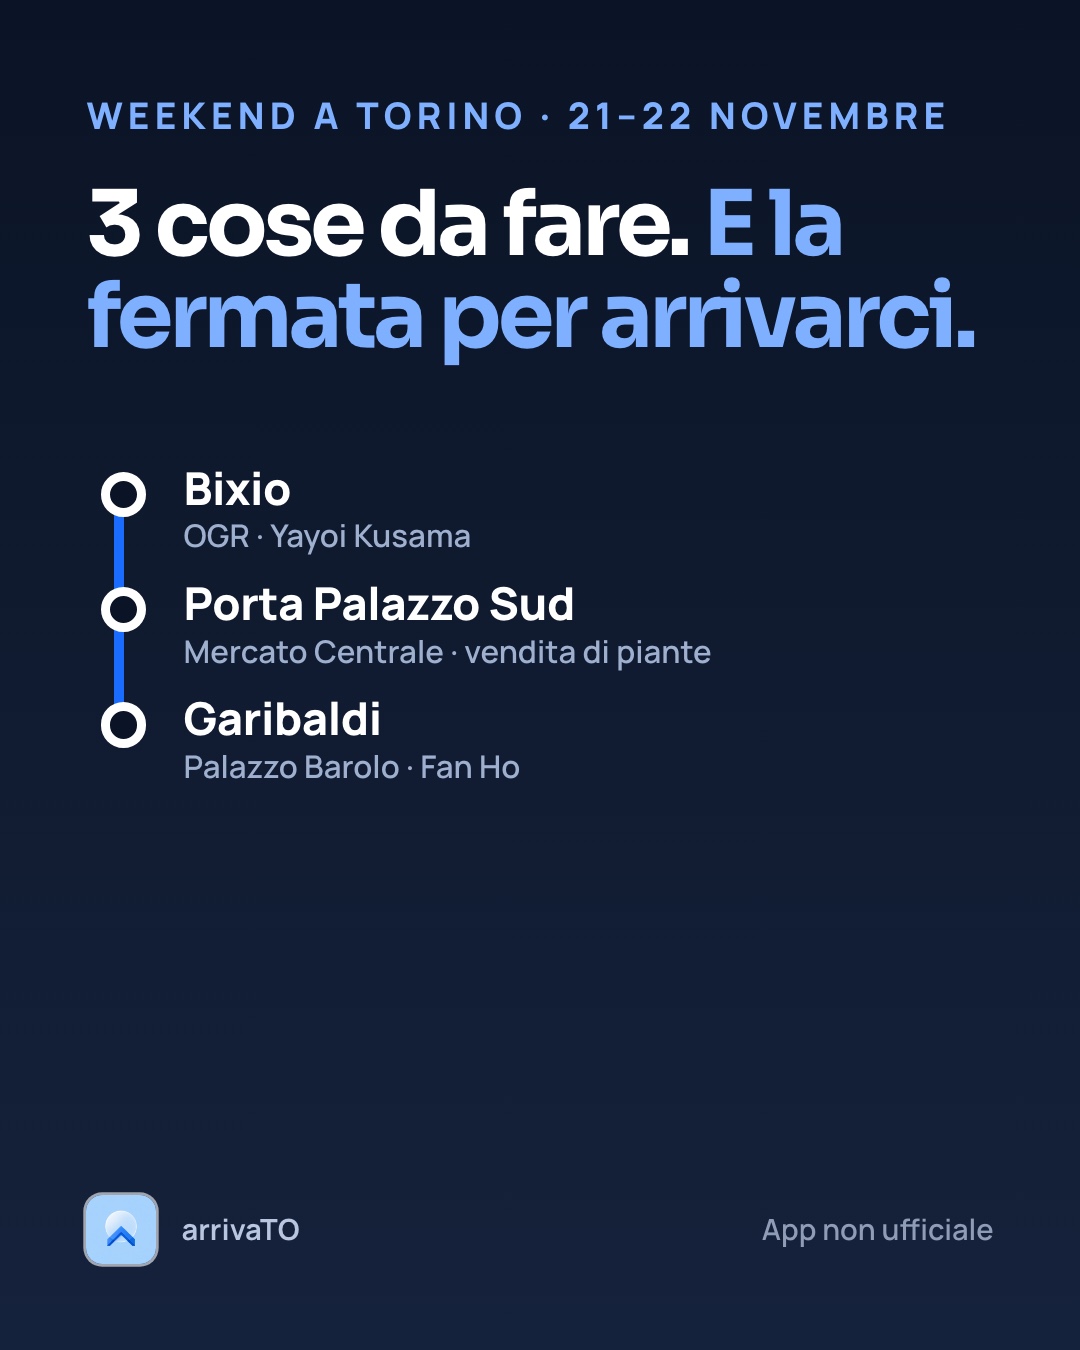 WEEKEND A TORINO · 21–22 NOVEMBRE
3 cose da fare. E la
fermata per arrivarci.
Bixio
OGR · Yayoi Kusama
Porta Palazzo Sud
Mercato Centrale · vendita di piante
Garibaldi
Palazzo Barolo · Fan Ho
arrivaTO
App non ufficiale